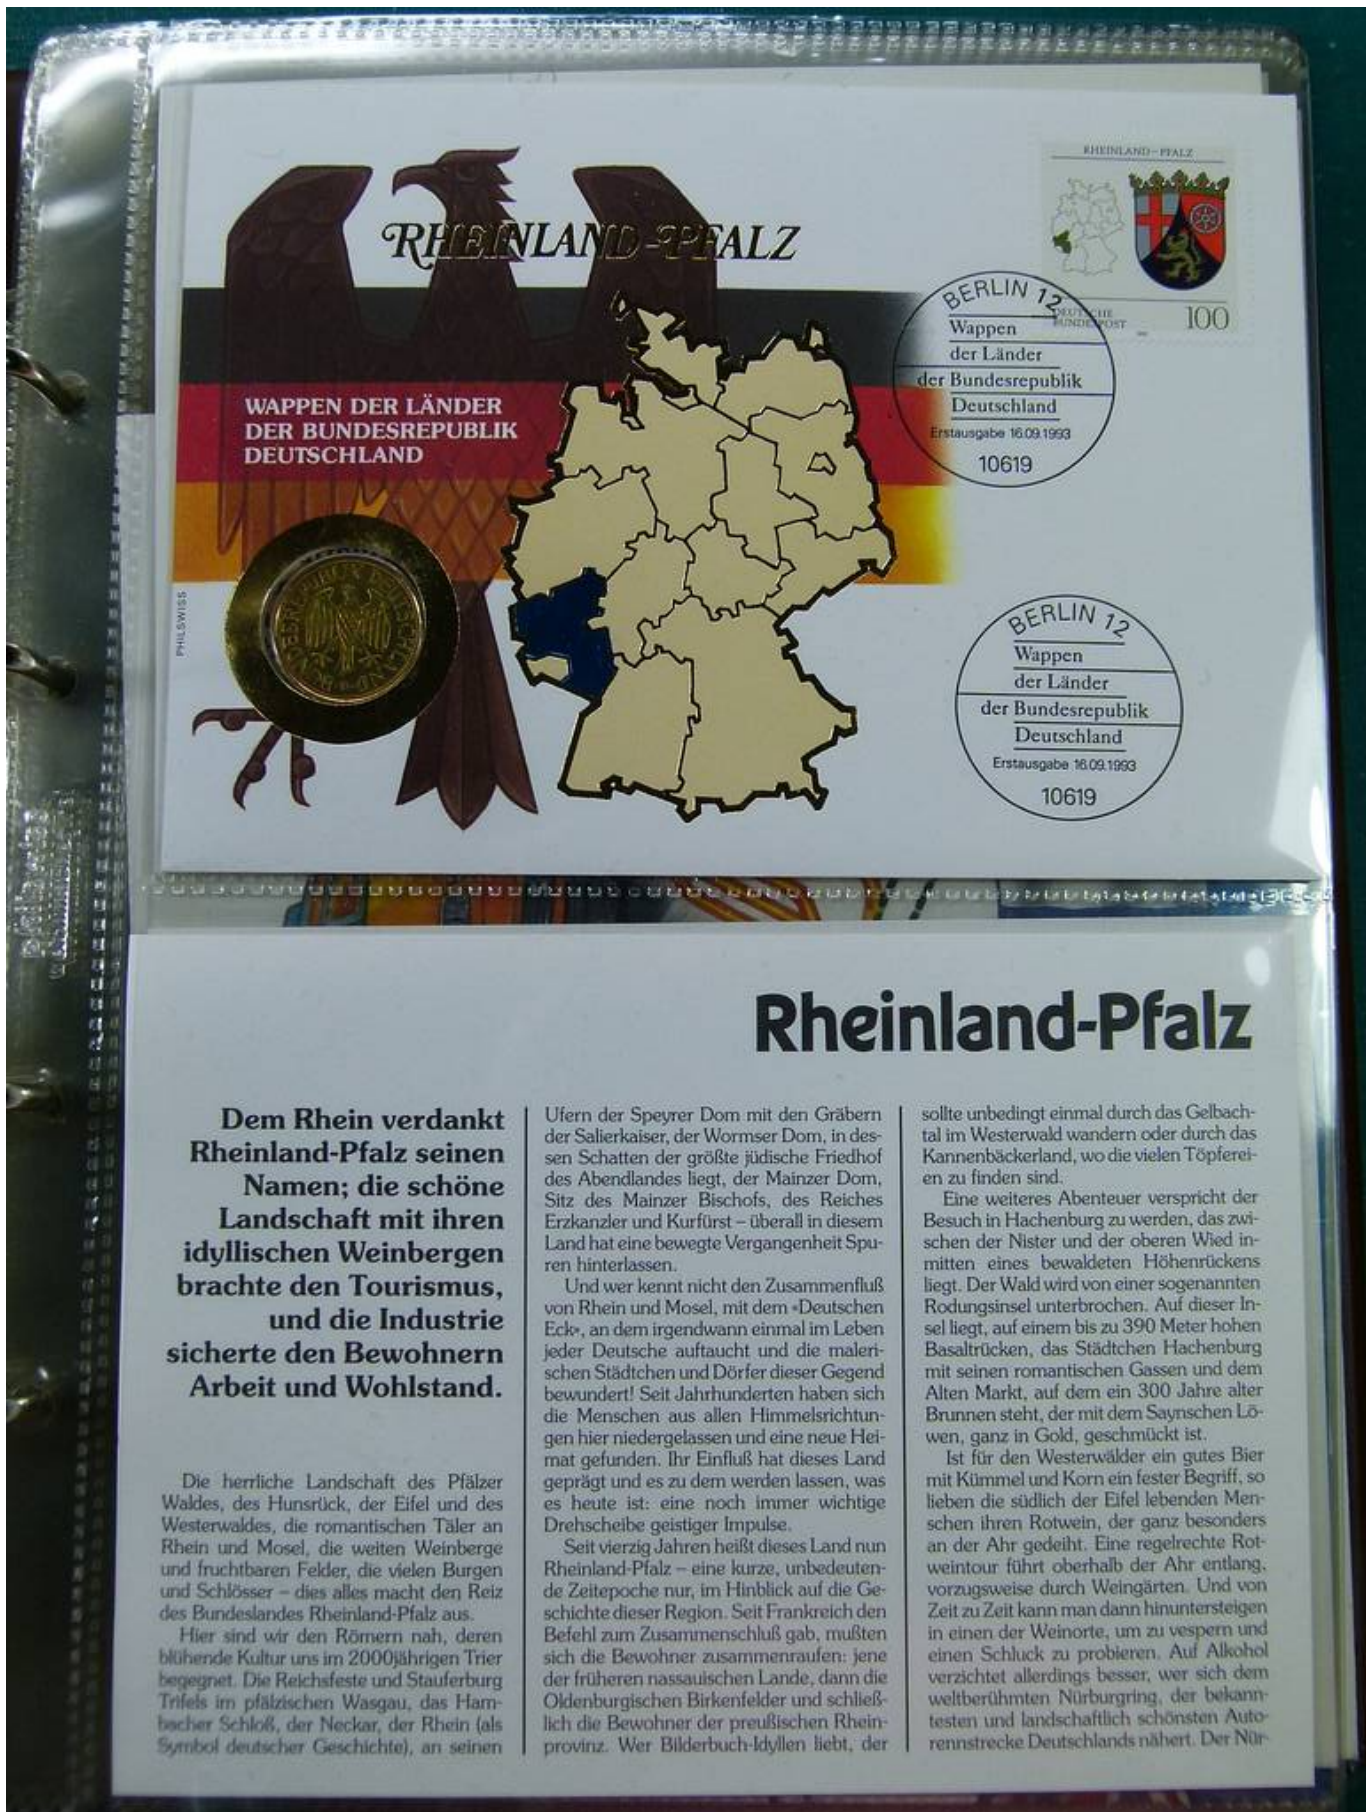 RHEINLAND-PFALZ
RHEINLAND-PFALZ
DEUTSCHE
BUNDESPOST
100
WAPPEN DER LÄNDER
DER BUNDESREPUBLIK
DEUTSCHLAND
BERLIN 12
Wappen
der Länder
der Bundesrepublik
Deutschland
Erstausgabe 16.09.1993
10619
PHILSWISS
BUNDESREPUBLIK DEUTSCHLAND
BERLIN 12
Wappen
der Länder
der Bundesrepublik
Deutschland
Erstausgabe 16.09.1993
10619
Rheinland-Pfalz
Dem Rhein verdankt
Rheinland-Pfalz seinen
Namen; die schöne
Landschaft mit ihren
idyllischen Weinbergen
brachte den Tourismus,
und die Industrie
sicherte den Bewohnern
Arbeit und Wohlstand.
Die herrliche Landschaft des Pfälzer
Waldes, des Hunsrück, der Eifel und des
Westerwaldes, die romantischen Täler an
Rhein und Mosel, die weiten Weinberge
und fruchtbaren Felder, die vielen Burgen
und Schlösser – dies alles macht den Reiz
des Bundeslandes Rheinland-Pfalz aus.
Hier sind wir den Römern nah, deren
blühende Kultur uns im 2000jährigen Trier
begegnet. Die Reichsfeste und Stauferburg
Trifels im pfälzischen Wasgau, das Ham-
bacher Schloß, der Neckar, der Rhein (als
Symbol deutscher Geschichte), an seinen
Ufern der Speyrer Dom mit den Gräbern
der Salierkaiser, der Wormser Dom, in des-
sen Schatten der größte jüdische Friedhof
des Abendlandes liegt, der Mainzer Dom,
Sitz des Mainzer Bischofs, des Reiches
Erzkanzler und Kurfürst – überall in diesem
Land hat eine bewegte Vergangenheit Spu-
ren hinterlassen.
Und wer kennt nicht den Zusammenfluß
von Rhein und Mosel, mit dem «Deutschen
Eck», an dem irgendwann einmal im Leben
jeder Deutsche auftaucht und die maleri-
schen Städtchen und Dörfer dieser Gegend
bewundert! Seit Jahrhunderten haben sich
die Menschen aus allen Himmelsrichtun-
gen hier niedergelassen und eine neue Hei-
mat gefunden. Ihr Einfluß hat dieses Land
geprägt und es zu dem werden lassen, was
es heute ist: eine noch immer wichtige
Drehscheibe geistiger Impulse.
Seit vierzig Jahren heißt dieses Land nun
Rheinland-Pfalz – eine kurze, unbedeuten-
de Zeitepoche nur, im Hinblick auf die Ge-
schichte dieser Region. Seit Frankreich den
Befehl zum Zusammenschluß gab, mußten
sich die Bewohner zusammenraufen: jene
der früheren nassauischen Lande, dann die
Oldenburgischen Birkenfelder und schließ-
lich die Bewohner der preußischen Rhein-
provinz. Wer Bilderbuch-Idyllen liebt, der
sollte unbedingt einmal durch das Gelbach-
tal im Westerwald wandern oder durch das
Kannenbäckerland, wo die vielen Töpferei-
en zu finden sind.
Eine weiteres Abenteuer verspricht der
Besuch in Hachenburg zu werden, das zwi-
schen der Nister und der oberen Wied in-
mitten eines bewaldeten Höhenrückens
liegt. Der Wald wird von einer sogenannten
Rodungsinsel unterbrochen. Auf dieser In-
sel liegt, auf einem bis zu 390 Meter hohen
Basaltrücken, das Städtchen Hachenburg
mit seinen romantischen Gassen und dem
Alten Markt, auf dem ein 300 Jahre alter
Brunnen steht, der mit dem Saynschen Lö-
wen, ganz in Gold, geschmückt ist.
Ist für den Westerwälder ein gutes Bier
mit Kümmel und Korn ein fester Begriff, so
lieben die südlich der Eifel lebenden Men-
schen ihren Rotwein, der ganz besonders
an der Ahr gedeiht. Eine regelrechte Rot-
weintour führt oberhalb der Ahr entlang,
vorzugsweise durch Weingärten. Und von
Zeit zu Zeit kann man dann hinuntersteigen
in einen der Weinorte, um zu vespern und
einen Schluck zu probieren. Auf Alkohol
verzichtet allerdings besser, wer sich dem
weltberühmten Nürburgring, der bekann-
testen und landschaftlich schönsten Auto-
rennstrecke Deutschlands nähert. Der Nür-